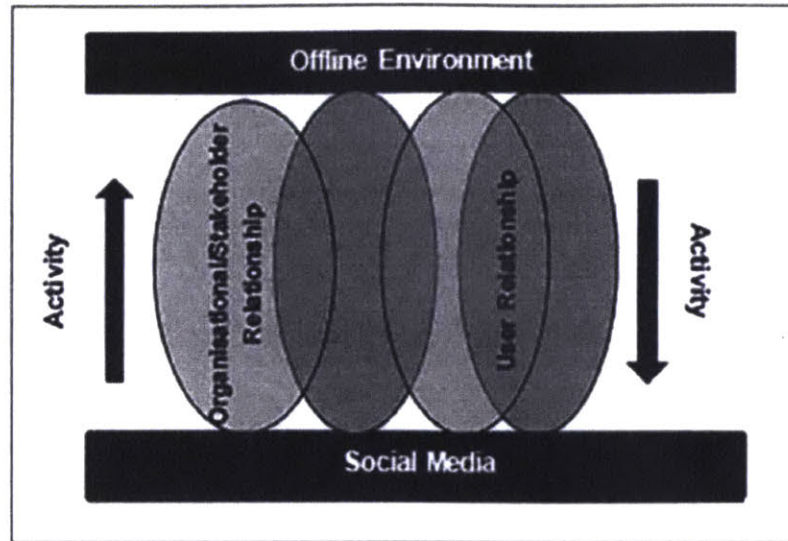 Offline Environment
Activity
Organisational/Stakeholder
Relationship
User Relationship
Activity
Social Media